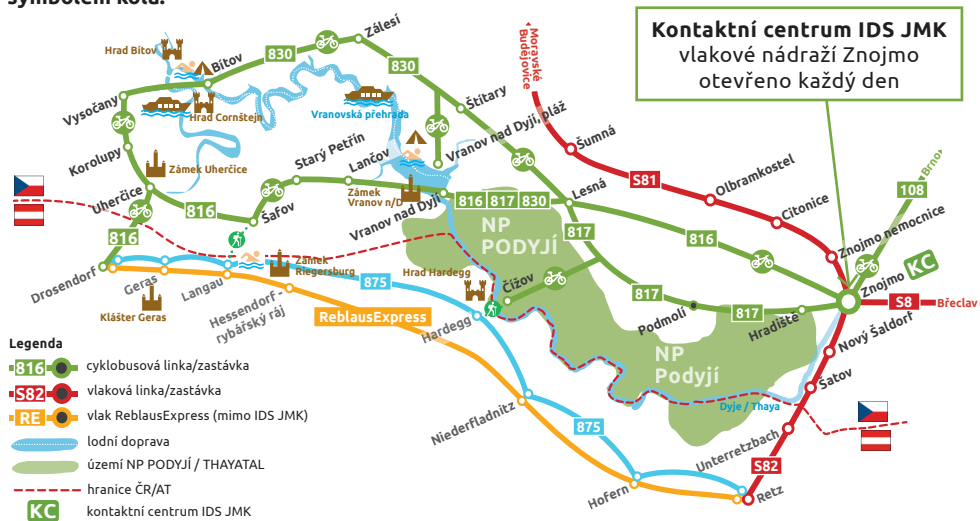 symbolem kola.
Kontaktní centrum IDS JMK
vlakové nádraží Znojmo
otevřeno každý den
Moravské
Budějovice
Zálesí
Hrad Bítov
Bítov
830
830
Štítary
Vysočany
Hrad Cornštejn
Vranovská přehrada
Vranov nad Dyjí, pláž
Šumná
Korolupy
Zámek Uherčice
Starý Petřín
Lančov
Lesná
S81
Olbramkostel
Citonice
Brno
108
Uherčice
816
Šafov
Zámek
Vranov n/D
Vranov nad Dyjí
816
817
830
817
816
Znojmo nemocnice
NP
PODYJÍ
816
Drosendorf
Geras
Langau
Zámek
Riegersburg
875
Hrad Hardegg
Čížov
817
Podmolí
817
Hradiště
Znojmo
KC
S8
Břeclav
Klášter Geras
Hessendorf -
rybářský ráj
ReblausExpress
Hardegg
NP
Podyjí
Nový Šaldorf
Šatov
Dyje / Thaya
Niederfladnitz
875
Unterretzbach
S82
Hofern
Retz
Legenda
816
cyklobusová linka/zastávka
S82
vlaková linka/zastávka
RE
vlak ReblausExpress (mimo IDS JMK)
lodní doprava
území NP PODYJÍ / THAYATAL
hranice ČR/AT
KC
kontaktní centrum IDS JMK